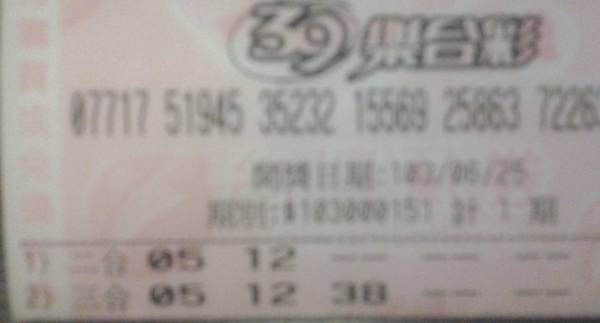 39樂合彩
07717 51945 35232 15569 25863 7226
開獎日期:103/06/25
期別:#103000151 計 1 期
1) 二合 05 12 -- -- --
2) 三合 05 12 38 -- --